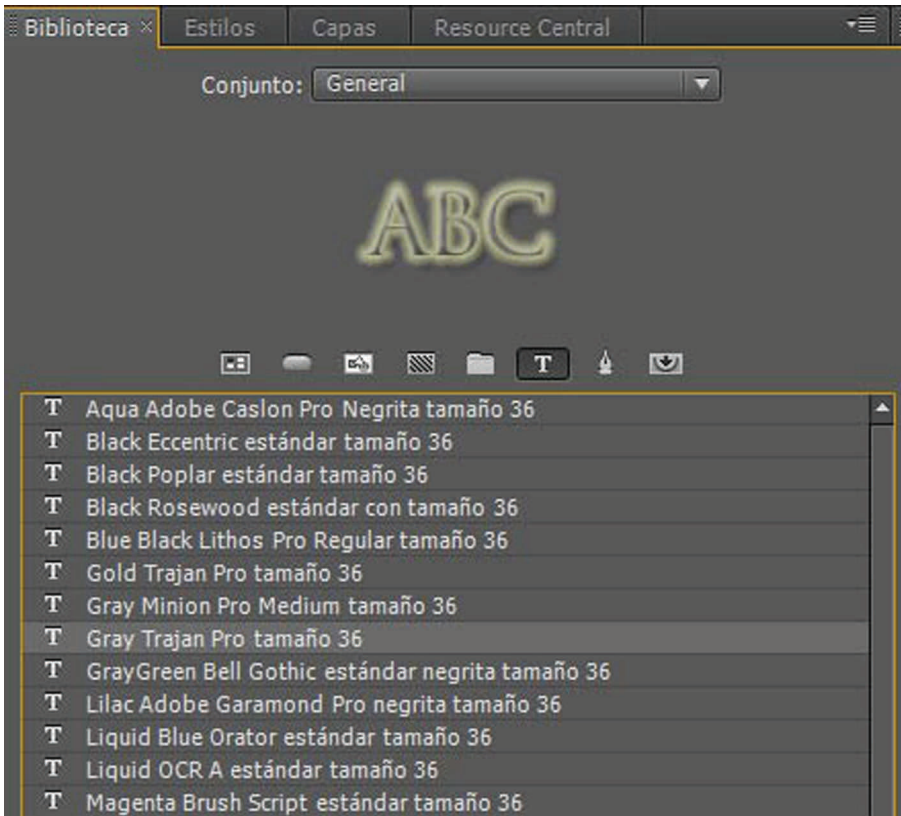 Biblioteca × Estilos Capas Resource Central
Conjunto: General
ABC
T
T Aqua Adobe Caslon Pro Negrita tamaño 36
T Black Eccentric estándar tamaño 36
T Black Poplar estándar tamaño 36
T Black Rosewood estándar con tamaño 36
T Blue Black Lithos Pro Regular tamaño 36
T Gold Trajan Pro tamaño 36
T Gray Minion Pro Medium tamaño 36
T Gray Trajan Pro tamaño 36
T GrayGreen Bell Gothic estándar negrita tamaño 36
T Lilac Adobe Garamond Pro negrita tamaño 36
T Liquid Blue Orator estándar tamaño 36
T Liquid OCR A estándar tamaño 36
T Magenta Brush Script estándar tamaño 36